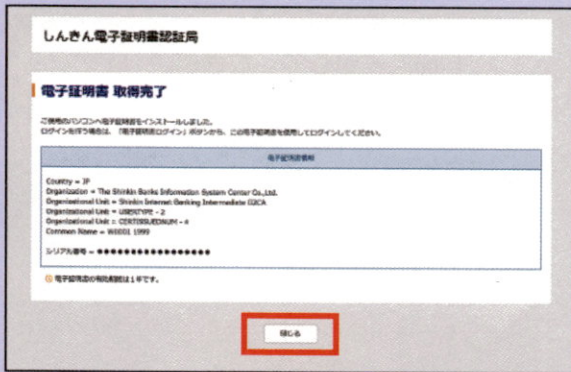 しんきん電子証明書認証局
電子証明書 取得完了
ご使用のパソコンへ電子証明書をインストールしました。
ログインを行う場合は、「電子証明書ログイン」ボタンから、この電子証明書を使用してログインしてください。
電子証明書情報
Country = JP
Organization = The Shinkin Banks Information System Center Co.,Ltd.
Organizational Unit = Shinkin Internet Banking Intermediate G2CA
Organizational Unit = USERTYPE - 2
Organizational Unit = CERTISSUEDNUM - 4
Common Name = W0001 1999
シリアル番号 = ●●●●●●●●●●●●●●●●●
電子証明書の有効期間は1年です。
閉じる